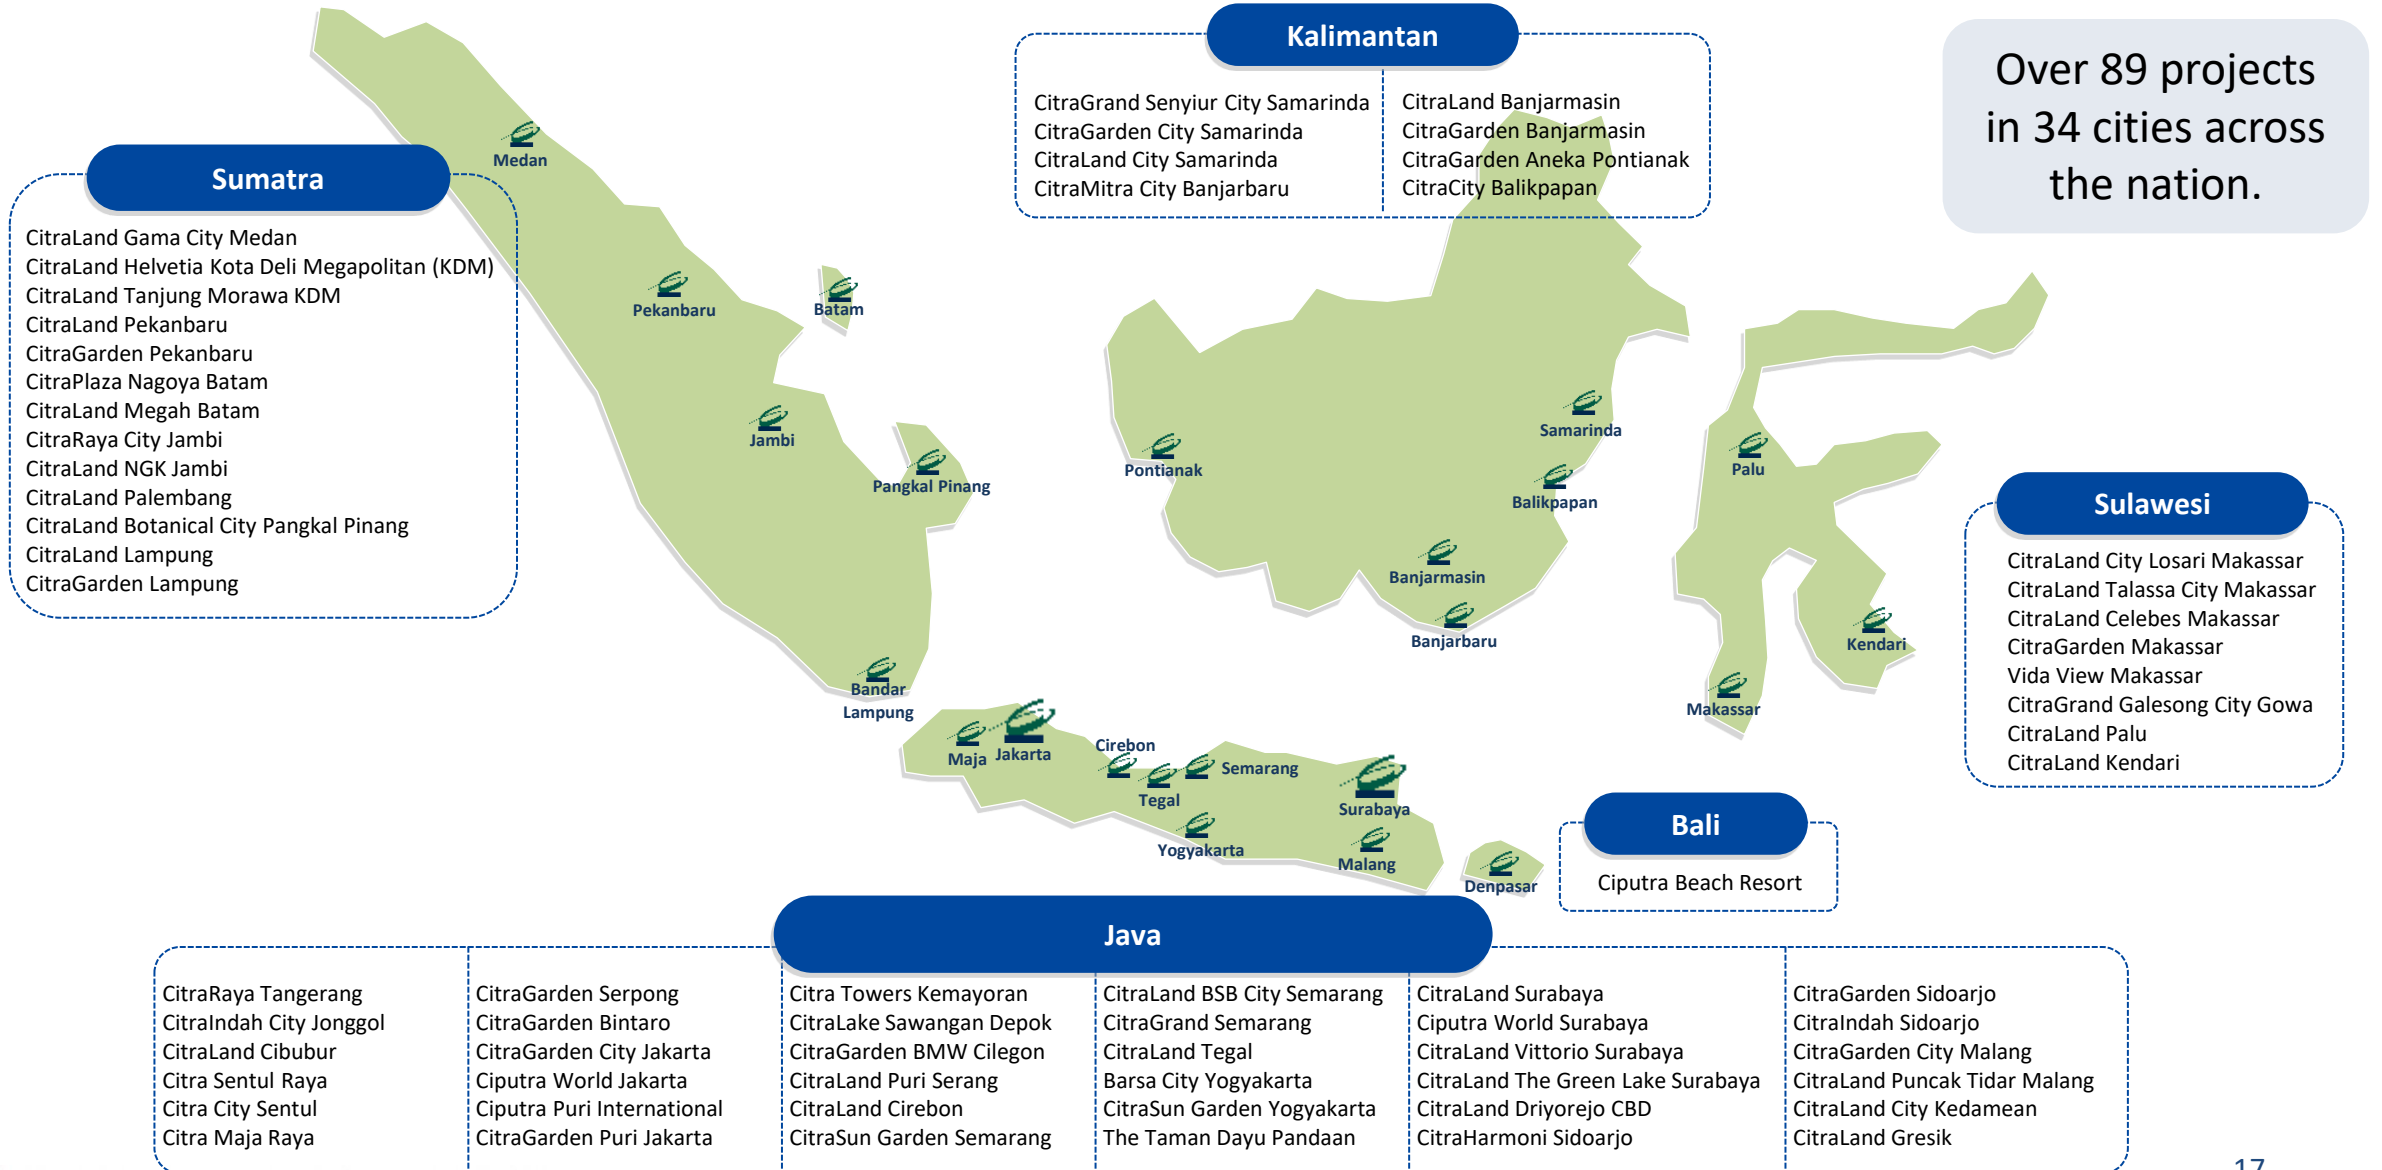 Kalimantan
CitraGrand Senyiur City Samarinda
CitraGarden City Samarinda
CitraLand City Samarinda
CitraMitra City Banjarbaru
CitraLand Banjarmasin
CitraGarden Banjarmasin
CitraGarden Aneka Pontianak
CitraCity Balikpapan
Over 89 projects
in 34 cities across
the nation.
Sumatra
CitraLand Gama City Medan
CitraLand Helvetia Kota Deli Megapolitan (KDM)
CitraLand Tanjung Morawa KDM
CitraLand Pekanbaru
CitraGarden Pekanbaru
CitraPlaza Nagoya Batam
CitraLand Megah Batam
CitraRaya City Jambi
CitraLand NGK Jambi
CitraLand Palembang
CitraLand Botanical City Pangkal Pinang
CitraLand Lampung
CitraGarden Lampung
Medan
Pekanbaru
Batam
Jambi
Pangkal Pinang
Bandar
Lampung
Pontianak
Samarinda
Balikpapan
Banjarmasin
Banjarbaru
Palu
Kendari
Makassar
Maja
Jakarta
Cirebon
Tegal
Semarang
Yogyakarta
Surabaya
Malang
Denpasar
Sulawesi
CitraLand City Losari Makassar
CitraLand Talassa City Makassar
CitraLand Celebes Makassar
CitraGarden Makassar
Vida View Makassar
CitraGrand Galesong City Gowa
CitraLand Palu
CitraLand Kendari
Bali
Ciputra Beach Resort
Java
CitraRaya Tangerang
CitraIndah City Jonggol
CitraLand Cibubur
Citra Sentul Raya
Citra City Sentul
Citra Maja Raya
CitraGarden Serpong
CitraGarden Bintaro
CitraGarden City Jakarta
Ciputra World Jakarta
Ciputra Puri International
CitraGarden Puri Jakarta
Citra Towers Kemayoran
CitraLake Sawangan Depok
CitraGarden BMW Cilegon
CitraLand Puri Serang
CitraLand Cirebon
CitraSun Garden Semarang
CitraLand BSB City Semarang
CitraGrand Semarang
CitraLand Tegal
Barsa City Yogyakarta
CitraSun Garden Yogyakarta
The Taman Dayu Pandaan
CitraLand Surabaya
Ciputra World Surabaya
CitraLand Vittorio Surabaya
CitraLand The Green Lake Surabaya
CitraLand Driyorejo CBD
CitraHarmoni Sidoarjo
CitraGarden Sidoarjo
CitraIndah Sidoarjo
CitraGarden City Malang
CitraLand Puncak Tidar Malang
CitraLand City Kedamean
CitraLand Gresik
17